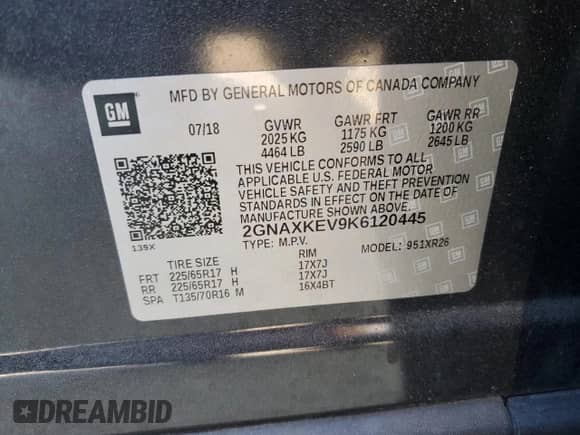 GM
MFD BY GENERAL MOTORS OF CANADA COMPANY
07/18 GVWR GAWR FRT GAWR RR
2025 KG 1175 KG 1200 KG
4464 LB 2590 LB 2645 LB
THIS VEHICLE CONFORMS TO ALL
APPLICABLE U.S. FEDERAL MOTOR
VEHICLE SAFETY AND THEFT PREVENTION
STANDARDS IN EFFECT ON THE DATE OF
MANUFACTURE SHOWN ABOVE.
2GNAXKEV9K6120445
139X
TYPE: M.P.V. MODEL: 951XR26
TIRE SIZE RIM
FRT 225/65R17 H 17X7J
RR 225/65R17 H 17X7J
SPA T135/70R16 M 16X4BT
DREAMBID